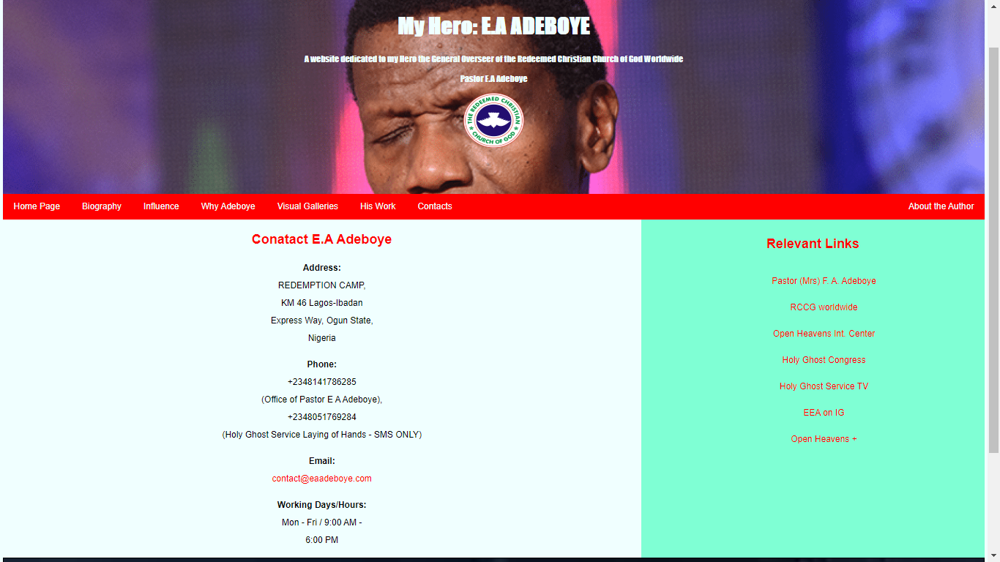 My Hero: E.A ADEBOYE
A website dedicated to my Hero the General Overseer of the Redeemed Christian Church of God Worldwide
Pastor E.A Adeboye
THE REDEEMED CHRISTIAN
CHURCH OF GOD
Home Page Biography Influence Why Adeboye Visual Galleries His Work Contacts About the Author
Conatact E.A Adeboye
Address:
REDEMPTION CAMP,
KM 46 Lagos-Ibadan
Express Way, Ogun State,
Nigeria
Phone:
+2348141786285
(Office of Pastor E A Adeboye),
+2348051769284
(Holy Ghost Service Laying of Hands - SMS ONLY)
Email:
contact@eaadeboye.com
Working Days/Hours:
Mon - Fri / 9:00 AM -
6:00 PM
Relevant Links
Pastor (Mrs) F. A. Adeboye
RCCG worldwide
Open Heavens Int. Center
Holy Ghost Congress
Holy Ghost Service TV
EEA on IG
Open Heavens +